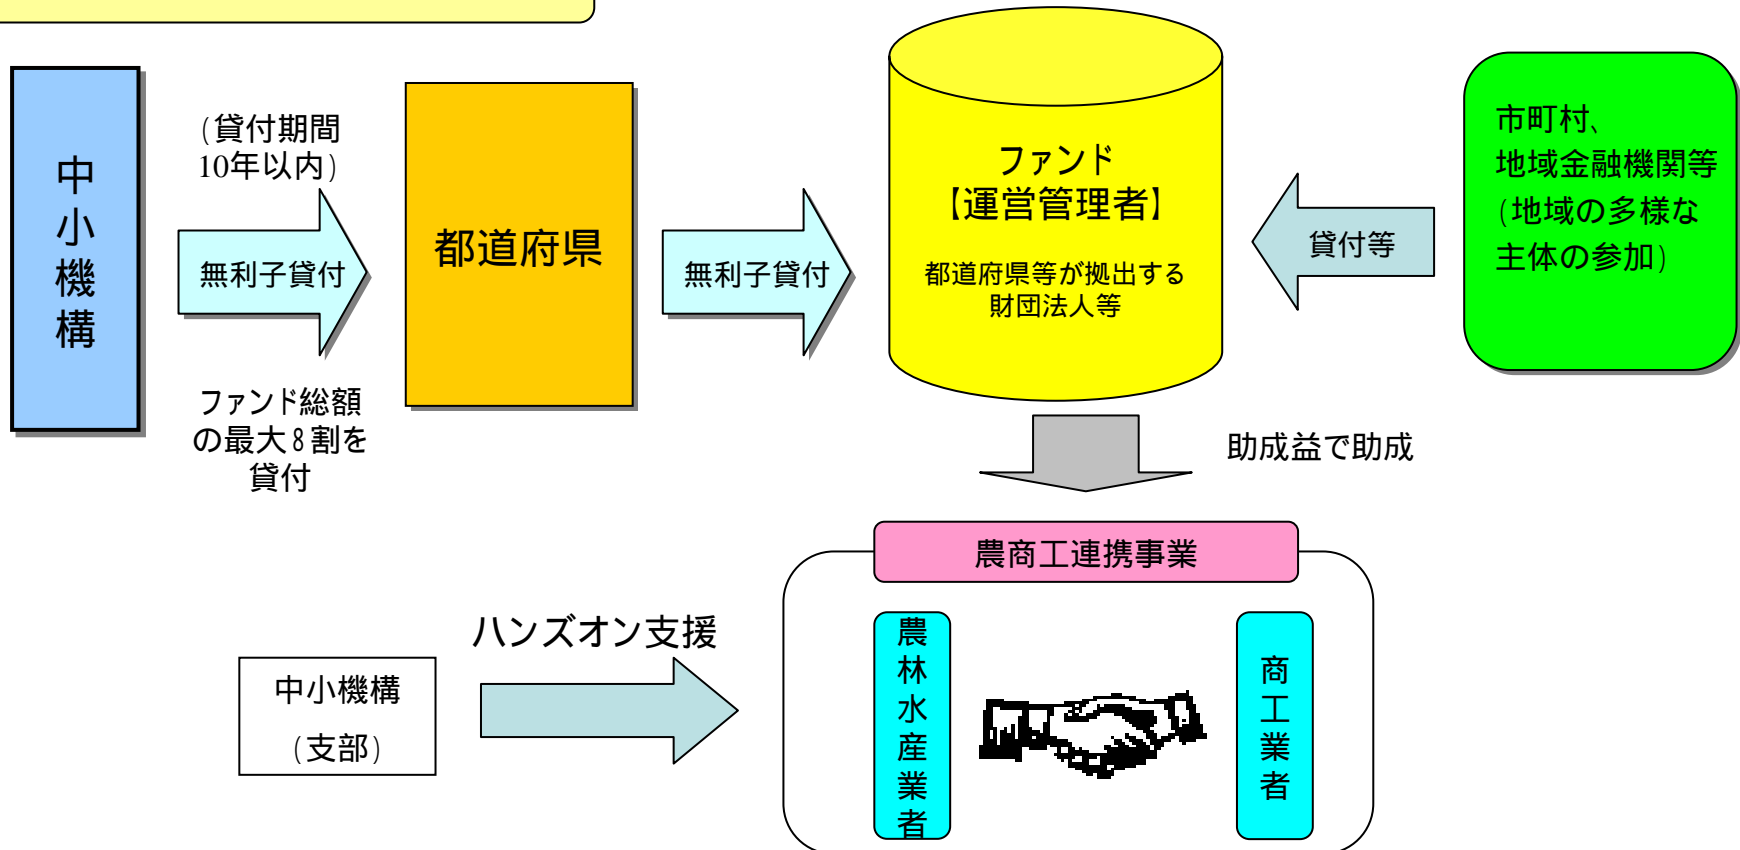 中小機構
(貸付期間
10年以内)
無利子貸付
ファンド総額
の最大8割を
貸付
都道府県
無利子貸付
ファンド
【運営管理者】
都道府県等が拠出する
財団法人等
貸付等
市町村、
地域金融機関等
(地域の多様な
主体の参加)
助成益で助成
農商工連携事業
ハンズオン支援
中小機構
(支部)
農林水産業者
商工業者